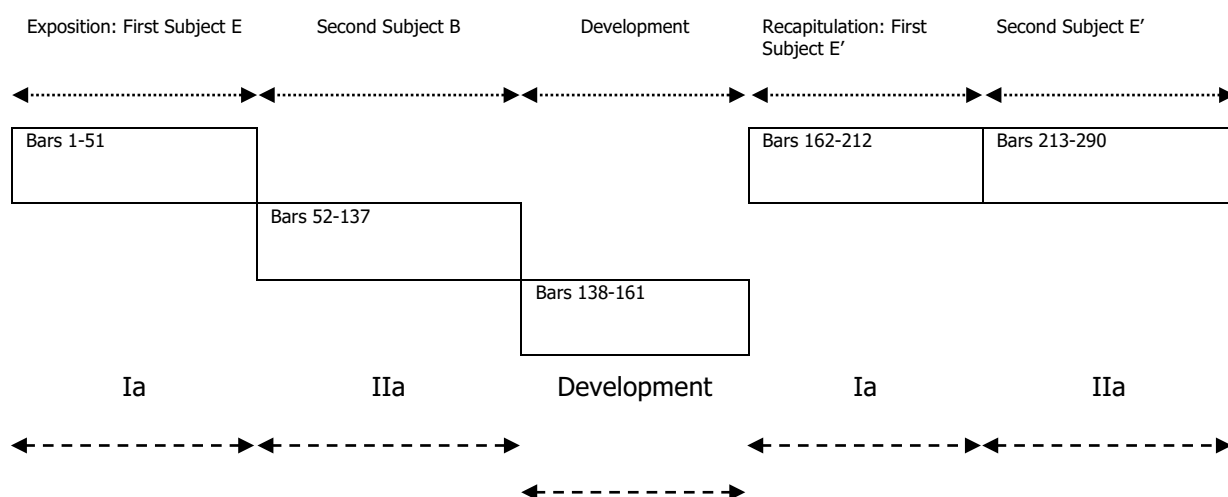 Exposition: First Subject E
Second Subject B
Development
Recapitulation: First
Subject E’
Second Subject E’
Bars 1-51
Bars 162-212
Bars 213-290
Bars 52-137
Bars 138-161
Ia
IIa
Development
Ia
IIa